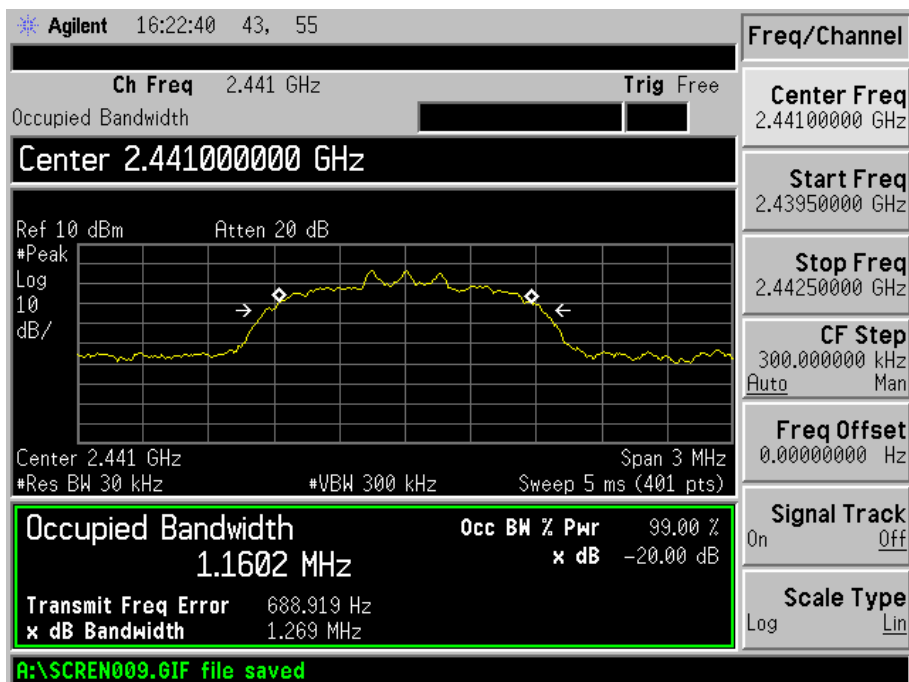 Agilent 16:22:40 43, 55
Ch Freq 2.441 GHz Trig Free
Occupied Bandwidth
Center 2.441000000 GHz
Ref 10 dBm Atten 20 dB
#Peak
Log
10
dB/
Center 2.441 GHz Span 3 MHz
#Res BW 30 kHz #VBW 300 kHz Sweep 5 ms (401 pts)
Occupied Bandwidth Occ BW % Pwr 99.00 %
1.1602 MHz x dB -20.00 dB
Transmit Freq Error 688.919 Hz
x dB Bandwidth 1.269 MHz
A:\SCREN009.GIF file saved
Freq/Channel
Center Freq
2.44100000 GHz
Start Freq
2.43950000 GHz
Stop Freq
2.44250000 GHz
CF Step
300.000000 kHz
Auto Man
Freq Offset
0.00000000 Hz
Signal Track
On Off
Scale Type
Log Lin